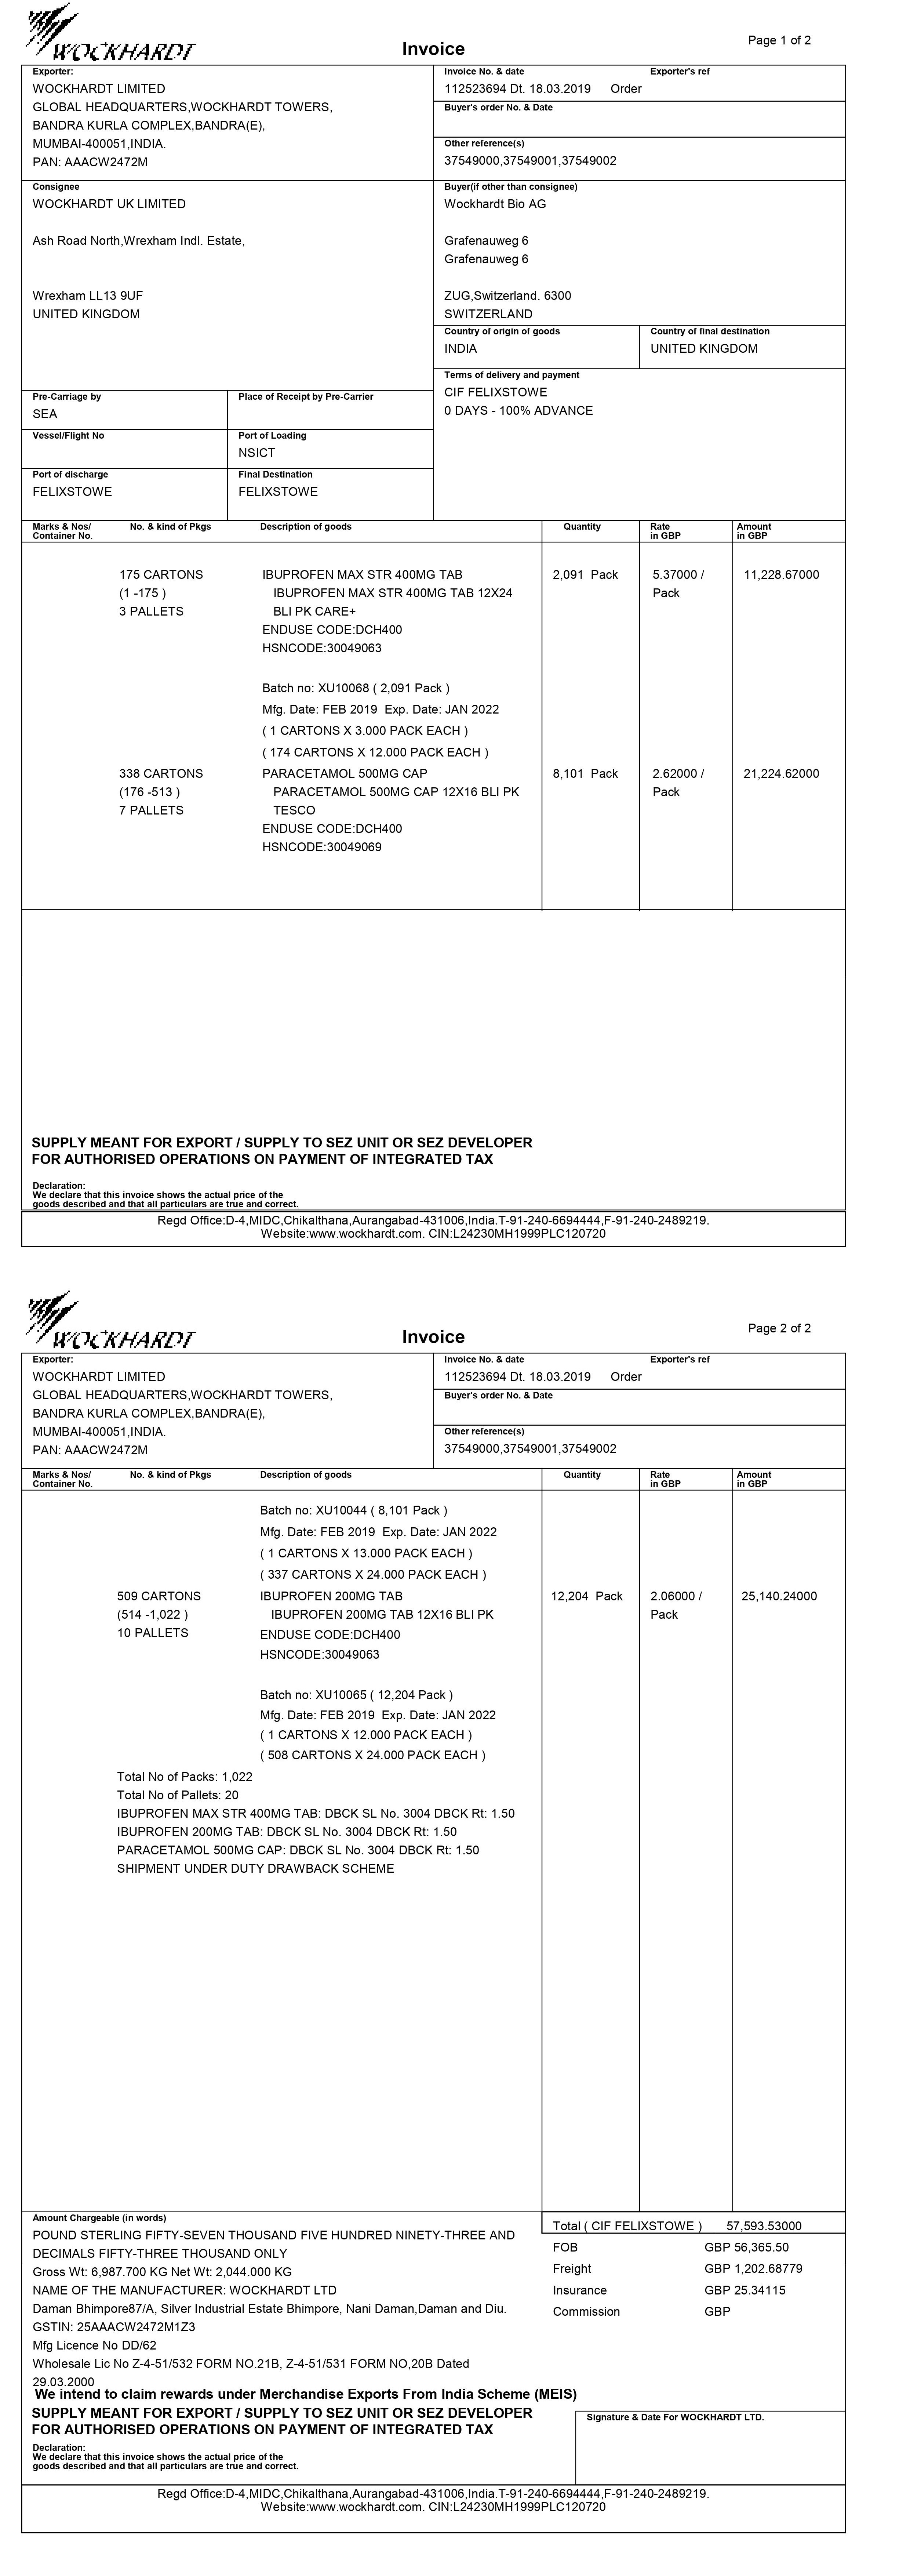 WOCKHARDT
Invoice
Page 1 of 2
Exporter:
WOCKHARDT LIMITED
GLOBAL HEADQUARTERS,WOCKHARDT TOWERS,
BANDRA KURLA COMPLEX,BANDRA(E),
MUMBAI-400051,INDIA.
PAN: AAACW2472M
Invoice No. & date Exporter's ref
112523694 Dt. 18.03.2019 Order
Buyer's order No. & Date
Other reference(s)
37549000,37549001,37549002
Consignee
WOCKHARDT UK LIMITED
Ash Road North,Wrexham Indl. Estate,
Wrexham LL13 9UF
UNITED KINGDOM
Buyer(if other than consignee)
Wockhardt Bio AG
Grafenauweg 6
Grafenauweg 6
ZUG,Switzerland. 6300
SWITZERLAND
Country of origin of goods Country of final destination
INDIA UNITED KINGDOM
Terms of delivery and payment
CIF FELIXSTOWE
0 DAYS - 100% ADVANCE
Pre-Carriage by Place of Receipt by Pre-Carrier
SEA
Vessel/Flight No Port of Loading
NSICT
Port of discharge Final Destination
FELIXSTOWE FELIXSTOWE
Marks & Nos/ No. & kind of Pkgs Description of goods Quantity Rate Amount
Container No. in GBP in GBP
175 CARTONS IBUPROFEN MAX STR 400MG TAB 2,091 Pack 5.37000 / 11,228.67000
(1 -175 ) IBUPROFEN MAX STR 400MG TAB 12X24 Pack
3 PALLETS BLI PK CARE+
ENDUSE CODE:DCH400
HSNCODE:30049063
Batch no: XU10068 ( 2,091 Pack )
Mfg. Date: FEB 2019 Exp. Date: JAN 2022
( 1 CARTONS X 3.000 PACK EACH )
( 174 CARTONS X 12.000 PACK EACH )
338 CARTONS PARACETAMOL 500MG CAP 8,101 Pack 2.62000 / 21,224.62000
(176 -513 ) PARACETAMOL 500MG CAP 12X16 BLI PK Pack
7 PALLETS TESCO
ENDUSE CODE:DCH400
HSNCODE:30049069
SUPPLY MEANT FOR EXPORT / SUPPLY TO SEZ UNIT OR SEZ DEVELOPER
FOR AUTHORISED OPERATIONS ON PAYMENT OF INTEGRATED TAX
Declaration:
We declare that this invoice shows the actual price of the
goods described and that all particulars are true and correct.
Regd Office:D-4,MIDC,Chikalthana,Aurangabad-431006,India.T-91-240-6694444,F-91-240-2489219.
Website:www.wockhardt.com. CIN:L24230MH1999PLC120720
WOCKHARDT
Invoice
Page 2 of 2
Exporter:
WOCKHARDT LIMITED
GLOBAL HEADQUARTERS,WOCKHARDT TOWERS,
BANDRA KURLA COMPLEX,BANDRA(E),
MUMBAI-400051,INDIA.
PAN: AAACW2472M
Invoice No. & date Exporter's ref
112523694 Dt. 18.03.2019 Order
Buyer's order No. & Date
Other reference(s)
37549000,37549001,37549002
Marks & Nos/ No. & kind of Pkgs Description of goods Quantity Rate Amount
Container No. in GBP in GBP
Batch no: XU10044 ( 8,101 Pack )
Mfg. Date: FEB 2019 Exp. Date: JAN 2022
( 1 CARTONS X 13.000 PACK EACH )
( 337 CARTONS X 24.000 PACK EACH )
509 CARTONS IBUPROFEN 200MG TAB 12,204 Pack 2.06000 / 25,140.24000
(514 -1,022 ) IBUPROFEN 200MG TAB 12X16 BLI PK Pack
10 PALLETS ENDUSE CODE:DCH400
HSNCODE:30049063
Batch no: XU10065 ( 12,204 Pack )
Mfg. Date: FEB 2019 Exp. Date: JAN 2022
( 1 CARTONS X 12.000 PACK EACH )
( 508 CARTONS X 24.000 PACK EACH )
Total No of Packs: 1,022
Total No of Pallets: 20
IBUPROFEN MAX STR 400MG TAB: DBCK SL No. 3004 DBCK Rt: 1.50
IBUPROFEN 200MG TAB: DBCK SL No. 3004 DBCK Rt: 1.50
PARACETAMOL 500MG CAP: DBCK SL No. 3004 DBCK Rt: 1.50
SHIPMENT UNDER DUTY DRAWBACK SCHEME
Amount Chargeable (in words)
POUND STERLING FIFTY-SEVEN THOUSAND FIVE HUNDRED NINETY-THREE AND
DECIMALS FIFTY-THREE THOUSAND ONLY
Gross Wt: 6,987.700 KG Net Wt: 2,044.000 KG
NAME OF THE MANUFACTURER: WOCKHARDT LTD
Daman Bhimpore87/A, Silver Industrial Estate Bhimpore, Nani Daman,Daman and Diu.
GSTIN: 25AAACW2472M1Z3
Mfg Licence No DD/62
Wholesale Lic No Z-4-51/532 FORM NO.21B, Z-4-51/531 FORM NO,20B Dated
29.03.2000
Total ( CIF FELIXSTOWE ) 57,593.53000
FOB GBP 56,365.50
Freight GBP 1,202.68779
Insurance GBP 25.34115
Commission GBP
We intend to claim rewards under Merchandise Exports From India Scheme (MEIS)
SUPPLY MEANT FOR EXPORT / SUPPLY TO SEZ UNIT OR SEZ DEVELOPER
FOR AUTHORISED OPERATIONS ON PAYMENT OF INTEGRATED TAX
Signature & Date For WOCKHARDT LTD.
Declaration:
We declare that this invoice shows the actual price of the
goods described and that all particulars are true and correct.
Regd Office:D-4,MIDC,Chikalthana,Aurangabad-431006,India.T-91-240-6694444,F-91-240-2489219.
Website:www.wockhardt.com. CIN:L24230MH1999PLC120720